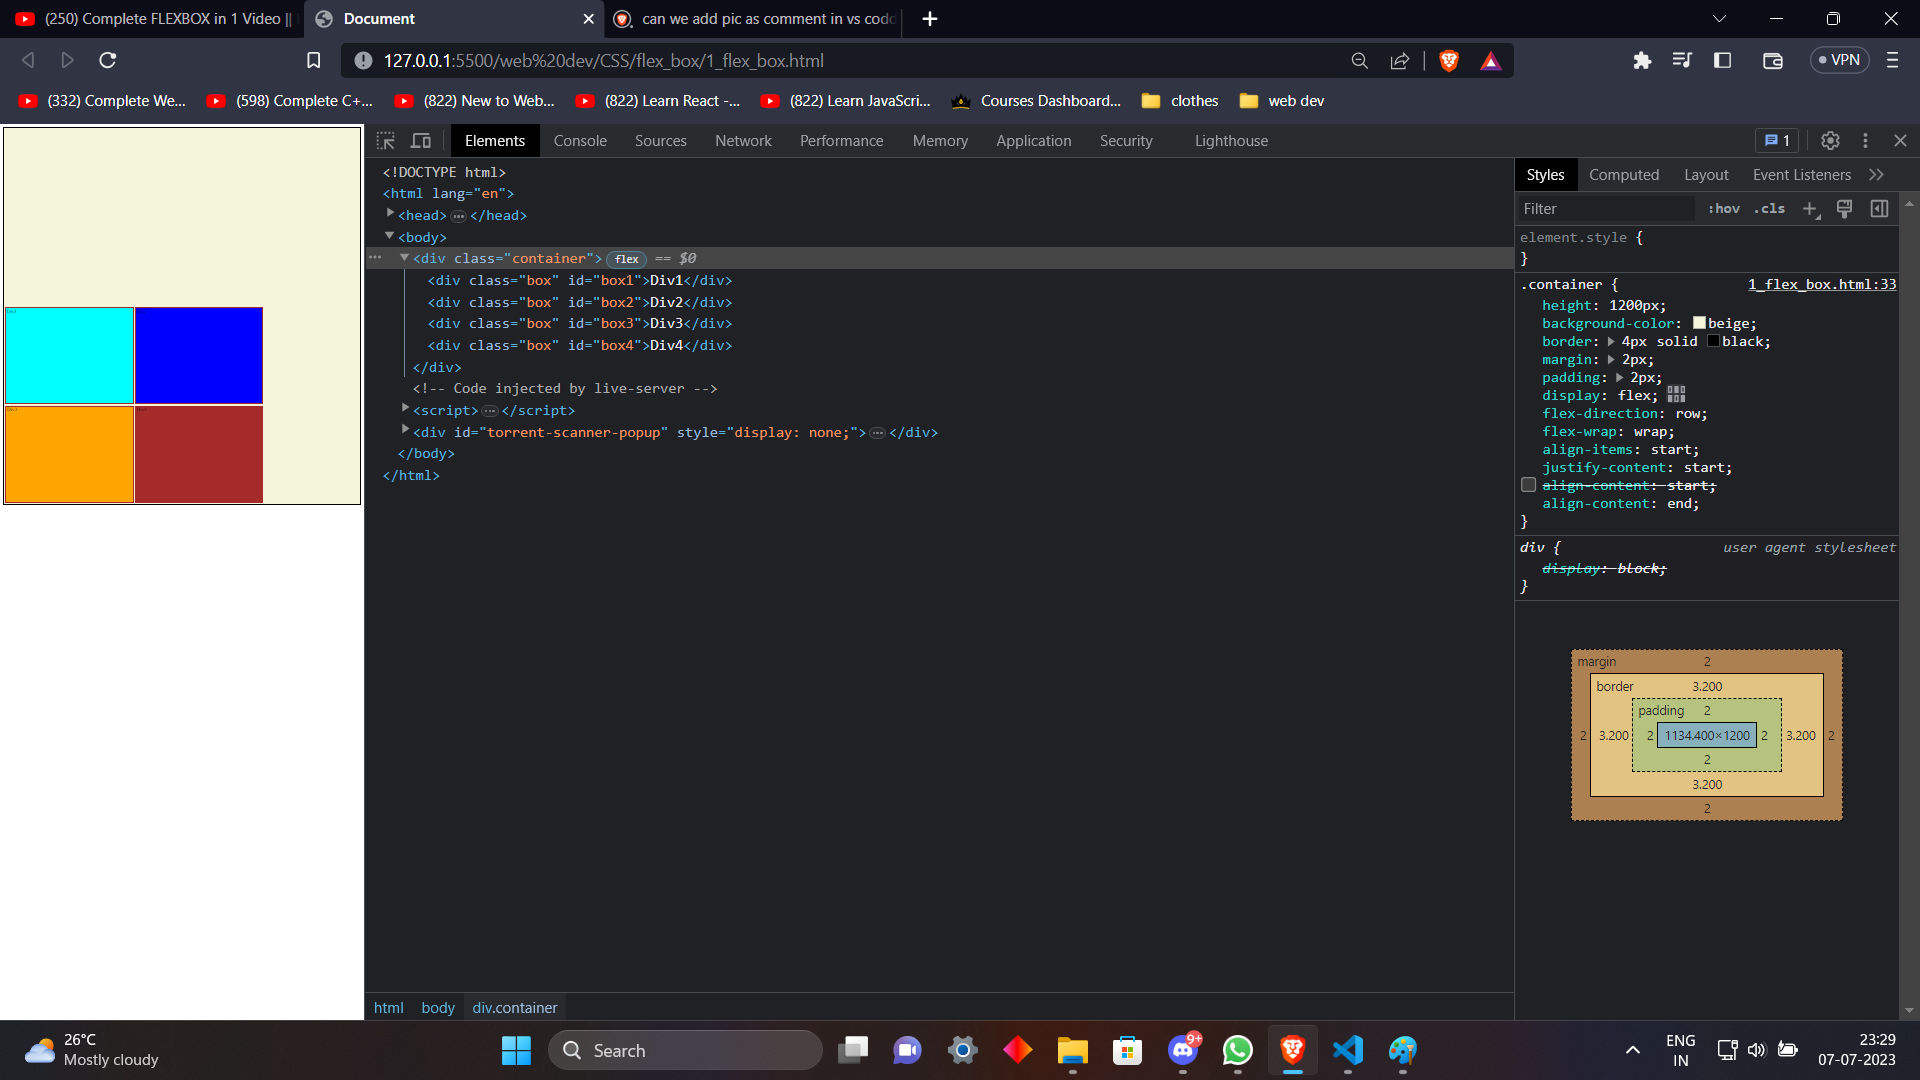 (250) Complete FLEXBOX in 1 Video ||
Document
can we add pic as comment in vs codd
127.0.0.1:5500/web%20dev/CSS/flex_box/1_flex_box.html
VPN
(332) Complete We...
(598) Complete C+...
(822) New to Web...
(822) Learn React -...
(822) Learn JavaScri...
Courses Dashboard...
clothes
web dev
Elements
Console
Sources
Network
Performance
Memory
Application
Security
Lighthouse
1
<!DOCTYPE html>
<html lang="en">
<head>…</head>
<body>
<div class="container"> flex == $0
<div class="box" id="box1">Div1</div>
<div class="box" id="box2">Div2</div>
<div class="box" id="box3">Div3</div>
<div class="box" id="box4">Div4</div>
</div>
<!-- Code injected by live-server -->
<script>…</script>
<div id="torrent-scanner-popup" style="display: none;">…</div>
</body>
</html>
html body div.container
Styles
Computed
Layout
Event Listeners
Filter
:hov .cls
element.style {
}
.container { 1_flex_box.html:33
height: 1200px;
background-color: beige;
border: 4px solid black;
margin: 2px;
padding: 2px;
display: flex;
flex-direction: row;
flex-wrap: wrap;
align-items: start;
justify-content: start;
align-content: start;
align-content: end;
}
div { user agent stylesheet
display: block;
}
margin 2
border 3.200
padding 2
2 3.200 2 1134.400×1200 2 3.200 2
2
3.200
2
26°C
Mostly cloudy
Search
9+
ENG
IN
23:29
07-07-2023